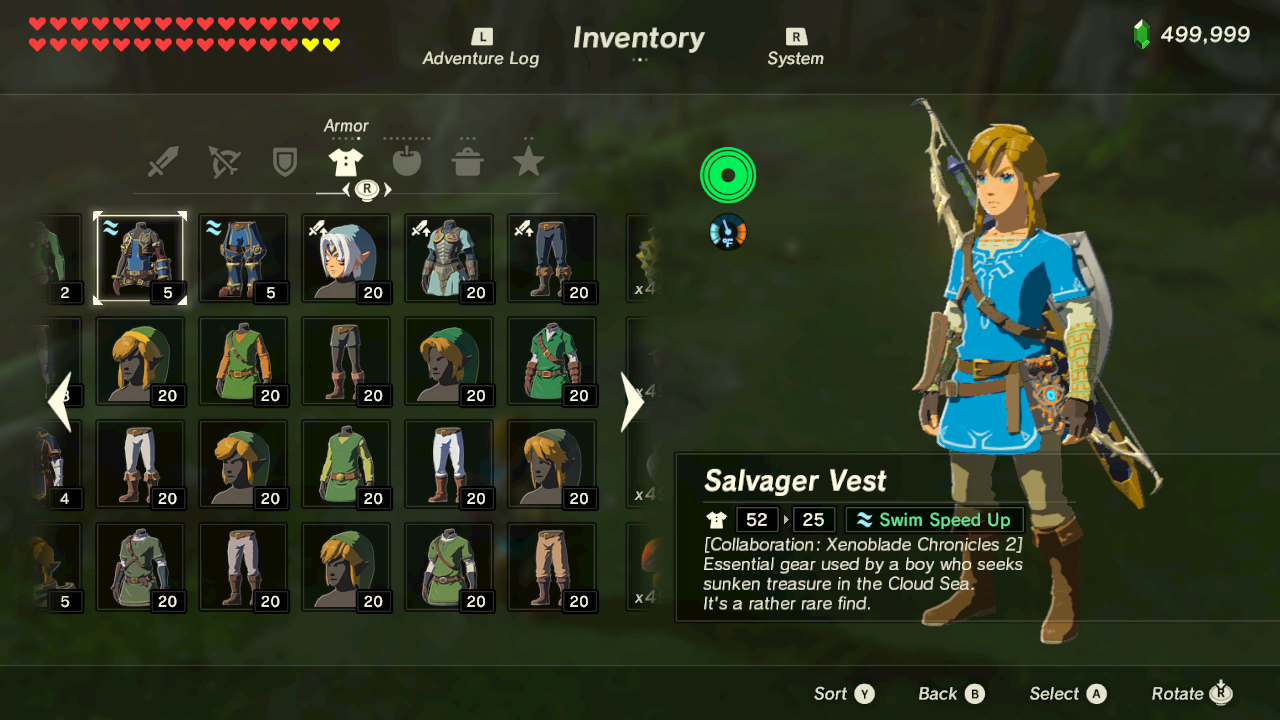 L
Adventure Log
Inventory
R
System
499,999
Armor
R
2
5
5
20
20
20
x4
20
20
20
20
20
4
20
20
20
20
20
x4
5
20
20
20
20
20
x4
°F
Salvager Vest
52
25
Swim Speed Up
[Collaboration: Xenoblade Chronicles 2]
Essential gear used by a boy who seeks
sunken treasure in the Cloud Sea.
It's a rather rare find.
Sort Y
Back B
Select A
Rotate R